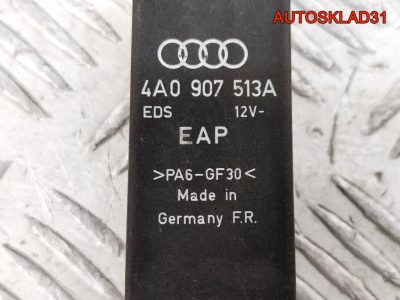 AUTOSKLAD31
4A0 907 513A
EDS 12V-
EAP
>PA6-GF30<
Made in
Germany F.R.